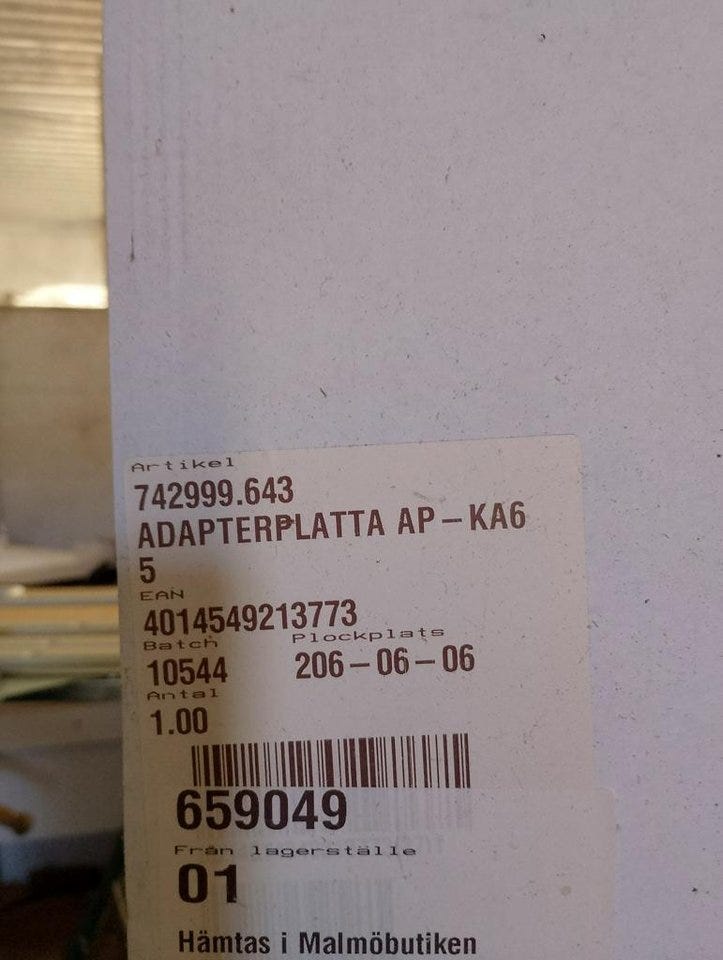 Artikel
742999.643
ADAPTERPLATTA AP-KA6
5
EAN
4014549213773
Batch Plockplats
10544 206-06-06
Antal
1.00
659049
Från lagerställe
01
Hämtas i Malmöbutiken